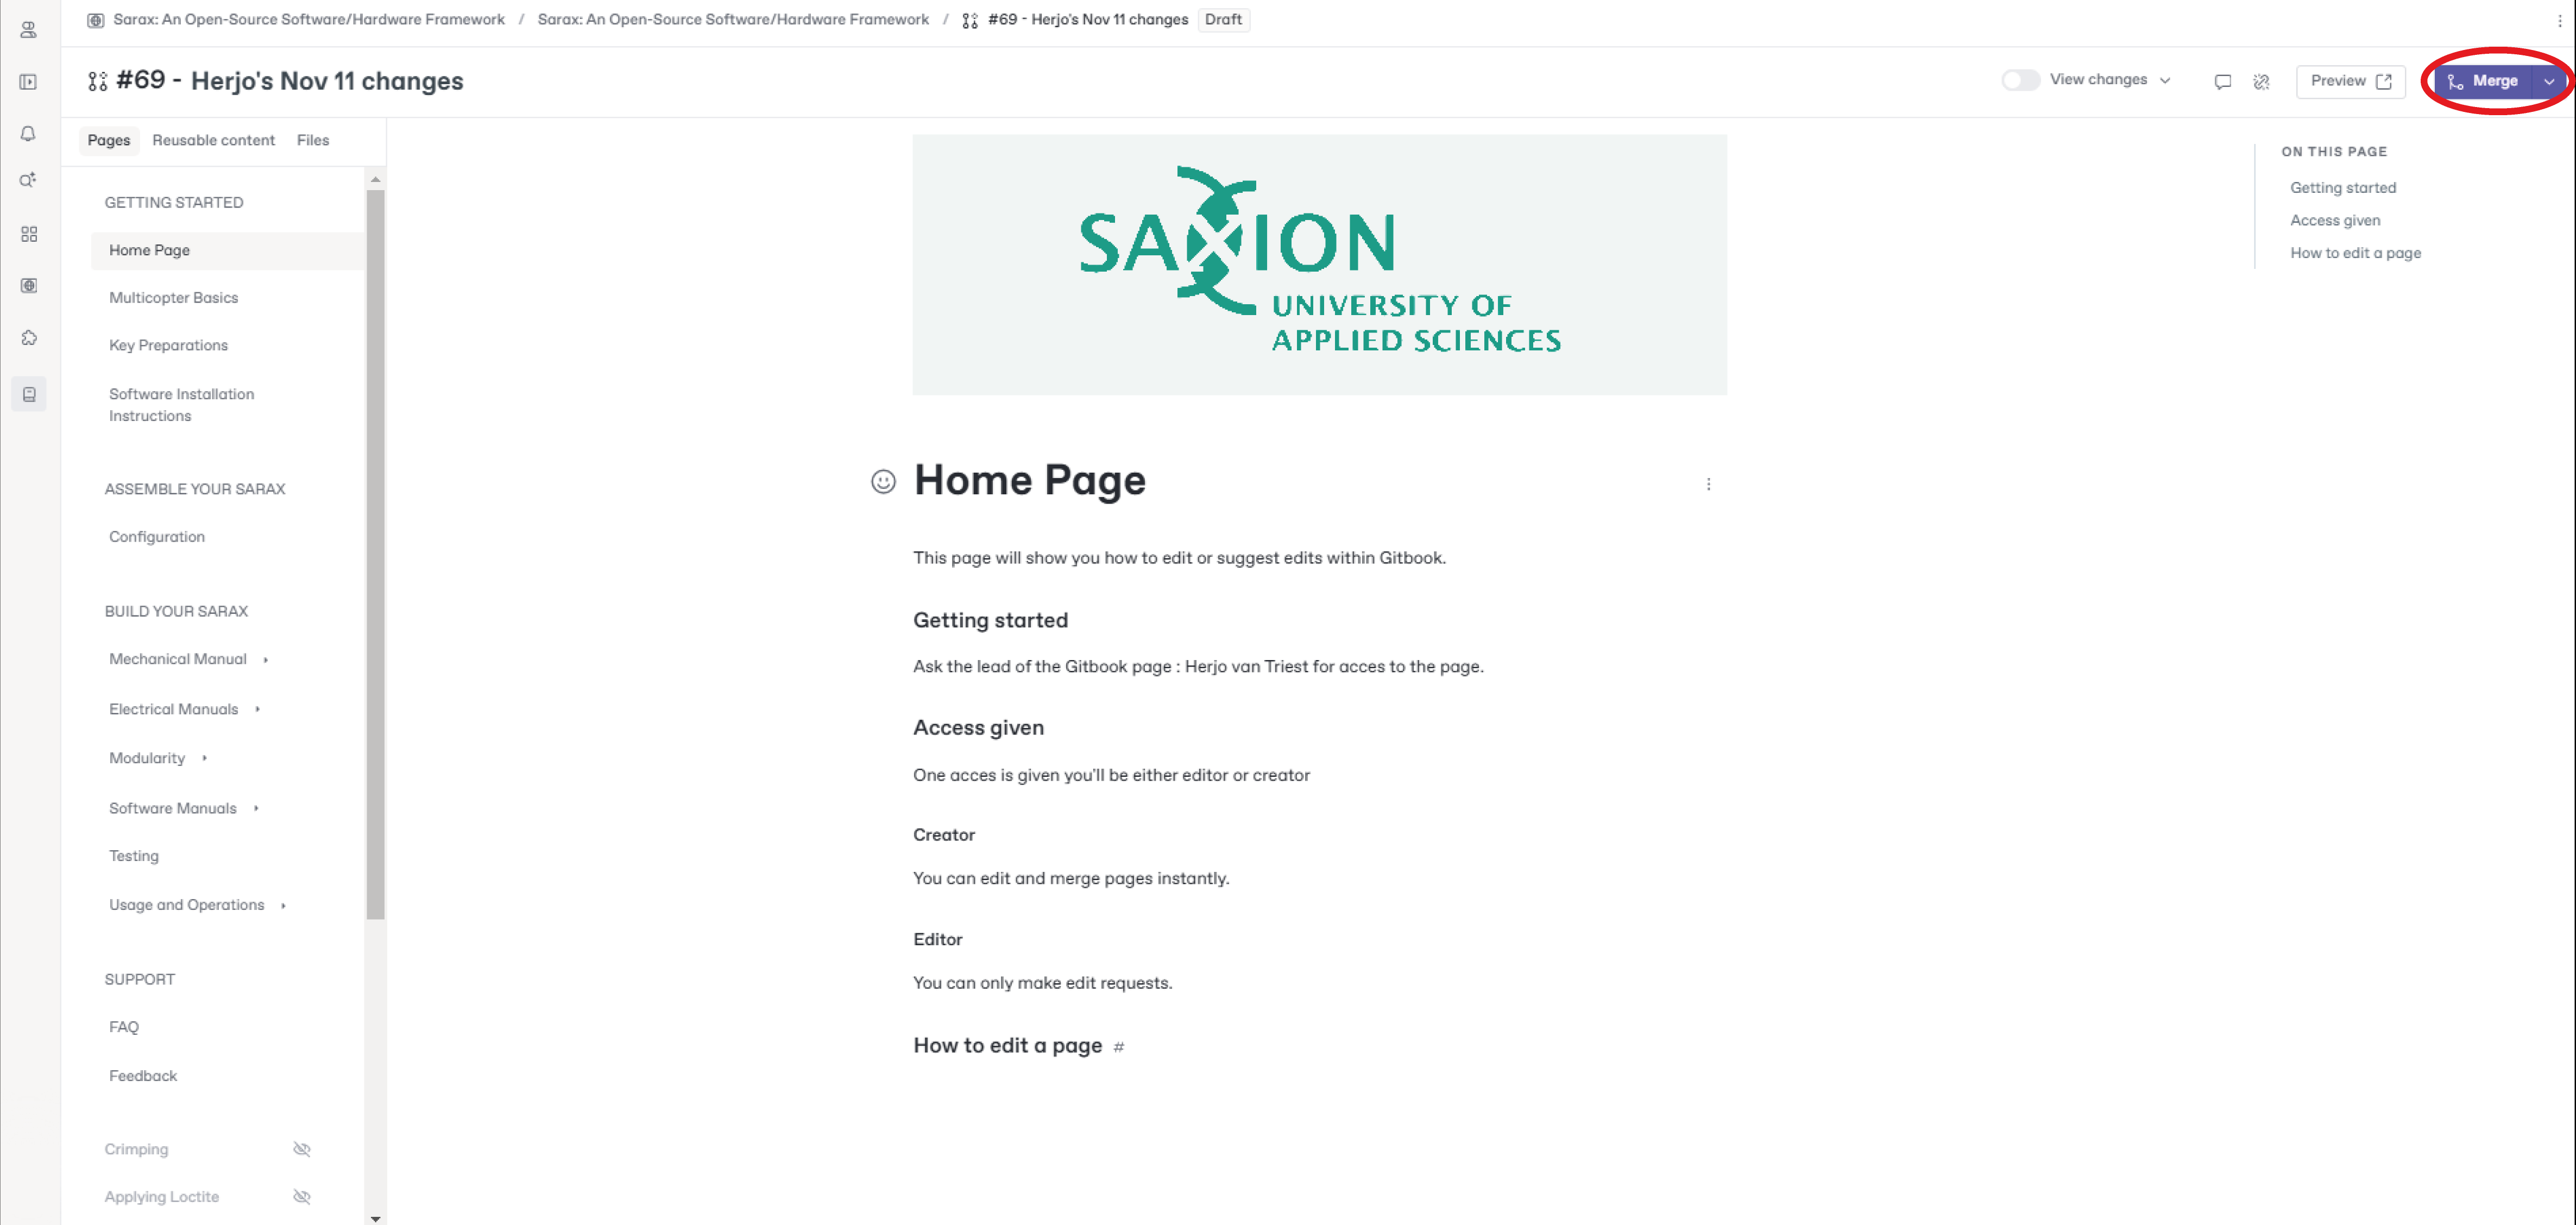 Sarax: An Open-Source Software/Hardware Framework / Sarax: An Open-Source Software/Hardware Framework / #69 - Herjo's Nov 11 changes Draft
#69 - Herjo's Nov 11 changes
View changes
Preview
Merge
Pages Reusable content Files
GETTING STARTED
Home Page
Multicopter Basics
Key Preparations
Software Installation
Instructions
ASSEMBLE YOUR SARAX
Configuration
BUILD YOUR SARAX
Mechanical Manual
Electrical Manuals
Modularity
Software Manuals
Testing
Usage and Operations
SUPPORT
FAQ
Feedback
Crimping
Applying Loctite
SAXION
UNIVERSITY OF
APPLIED SCIENCES
Home Page
This page will show you how to edit or suggest edits within Gitbook.
Getting started
Ask the lead of the Gitbook page : Herjo van Triest for acces to the page.
Access given
One acces is given you'll be either editor or creator
Creator
You can edit and merge pages instantly.
Editor
You can only make edit requests.
How to edit a page #
ON THIS PAGE
Getting started
Access given
How to edit a page